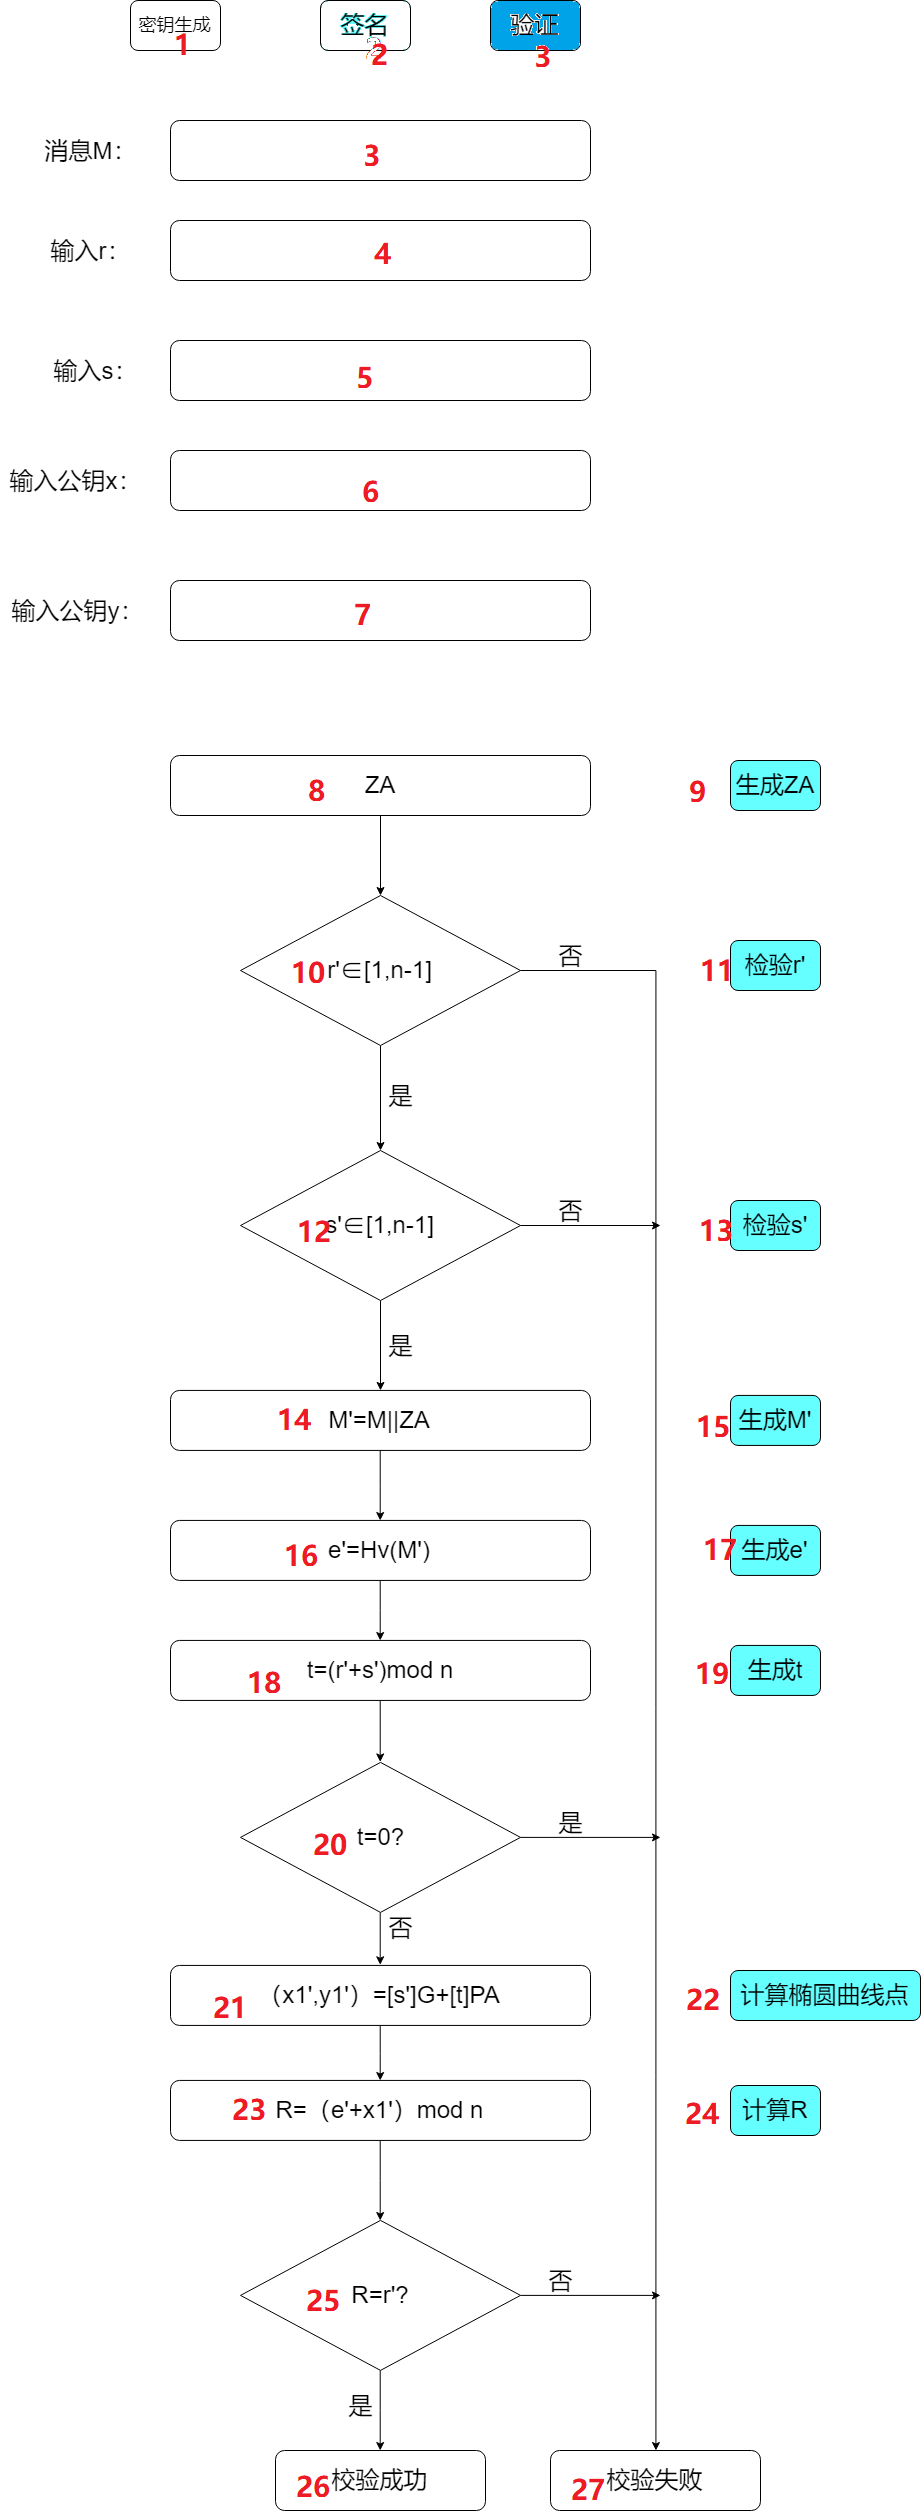 密钥生成
1
签名
2
验证
3
消息M：
3
输入r：
4
输入s：
5
输入公钥x：
6
输入公钥y：
7
8 ZA
9 生成ZA
10 r'∈[1,n-1]
否
11 检验r'
是
12 s'∈[1,n-1]
否
13 检验s'
是
14 M'=M||ZA
15 生成M'
16 e'=Hv(M')
17 生成e'
18 t=(r'+s')mod n
19 生成t
20 t=0?
是
否
21 （x1',y1'）=[s']G+[t]PA
22 计算椭圆曲线点
23 R=（e'+x1'）mod n
24 计算R
25 R=r'?
否
是
26 校验成功
27 校验失败